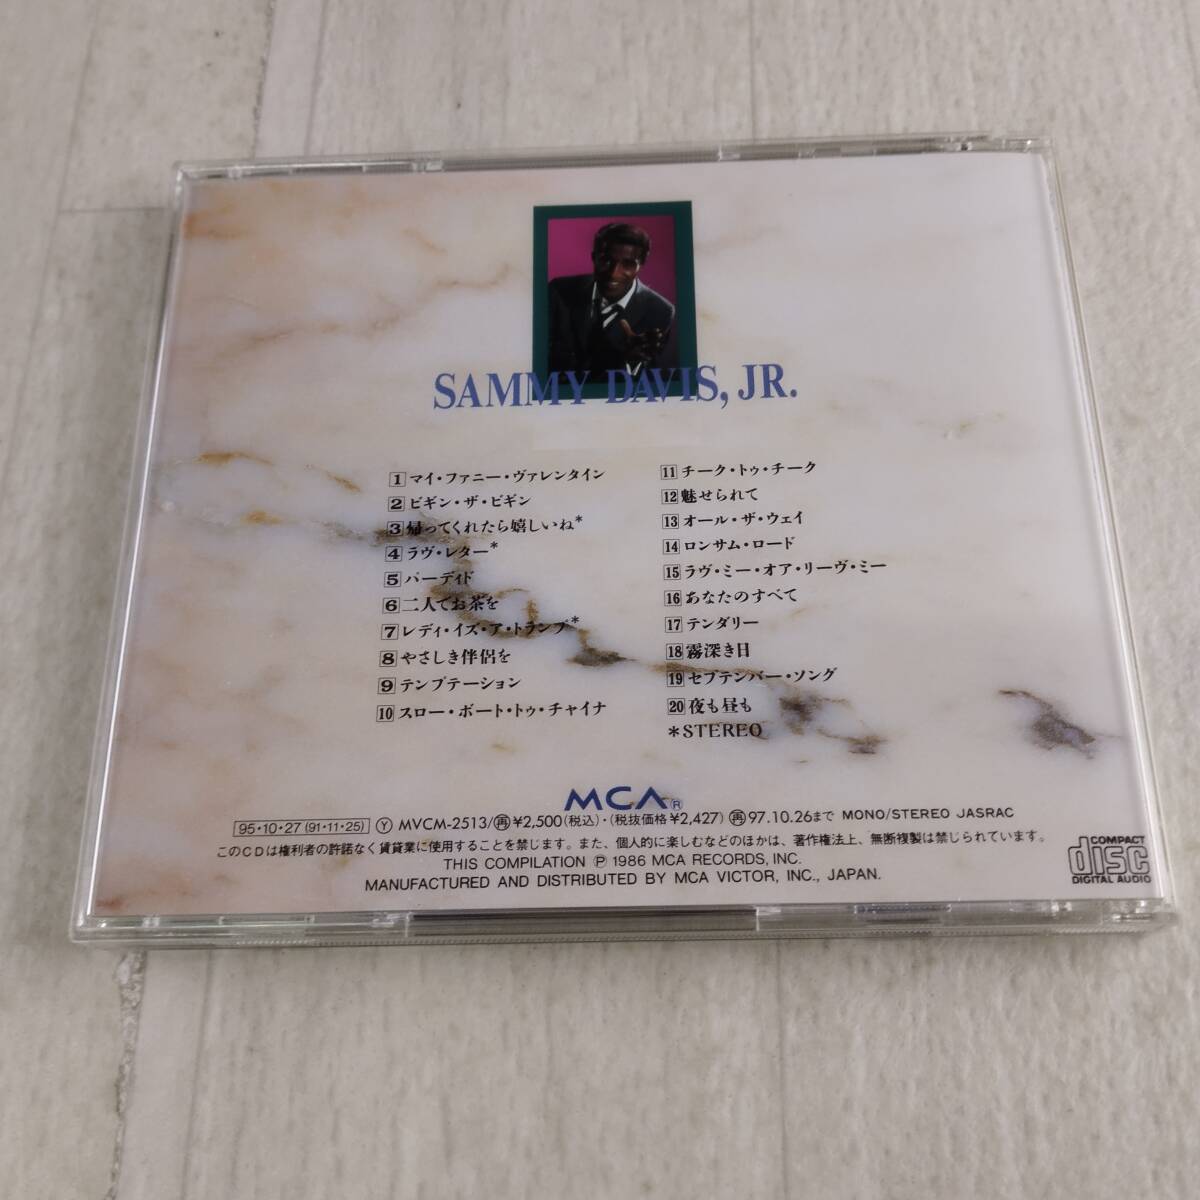 SAMMY DAVIS, JR.
1 マイ・ファニー・ヴァレンタイン
2 ビギン・ザ・ビギン
3 帰ってくれたら嬉しいね*
4 ラヴ・レター*
5 パーディド
6 二人でお茶を
7 レディ・イズ・ア・トランプ*
8 やさしき伴侶を
9 テンプテーション
10 スロー・ボート・トゥ・チャイナ
11 チーク・トゥ・チーク
12 魅せられて
13 オール・ザ・ウェイ
14 ロンサム・ロード
15 ラヴ・ミー・オア・リーヴ・ミー
16 あなたのすべて
17 テンダリー
18 霧深き日
19 セプテンバー・ソング
20 夜も昼も
*STEREO
MCA®
95・10・27(91・11・25) Ⓨ MVCM-2513/㊢¥2,500(税込)・(税抜価格¥2,427) 再97.10.26まで MONO/STEREO JASRAC
このCDは権利者の許諾なく賃貸業に使用することを禁じます。また、個人的に楽しむなどのほかは、著作権法上、無断複製は禁じられています。
THIS COMPILATION ℗ 1986 MCA RECORDS, INC.
MANUFACTURED AND DISTRIBUTED BY MCA VICTOR, INC., JAPAN.
COMPACT
disc
DIGITAL AUDIO